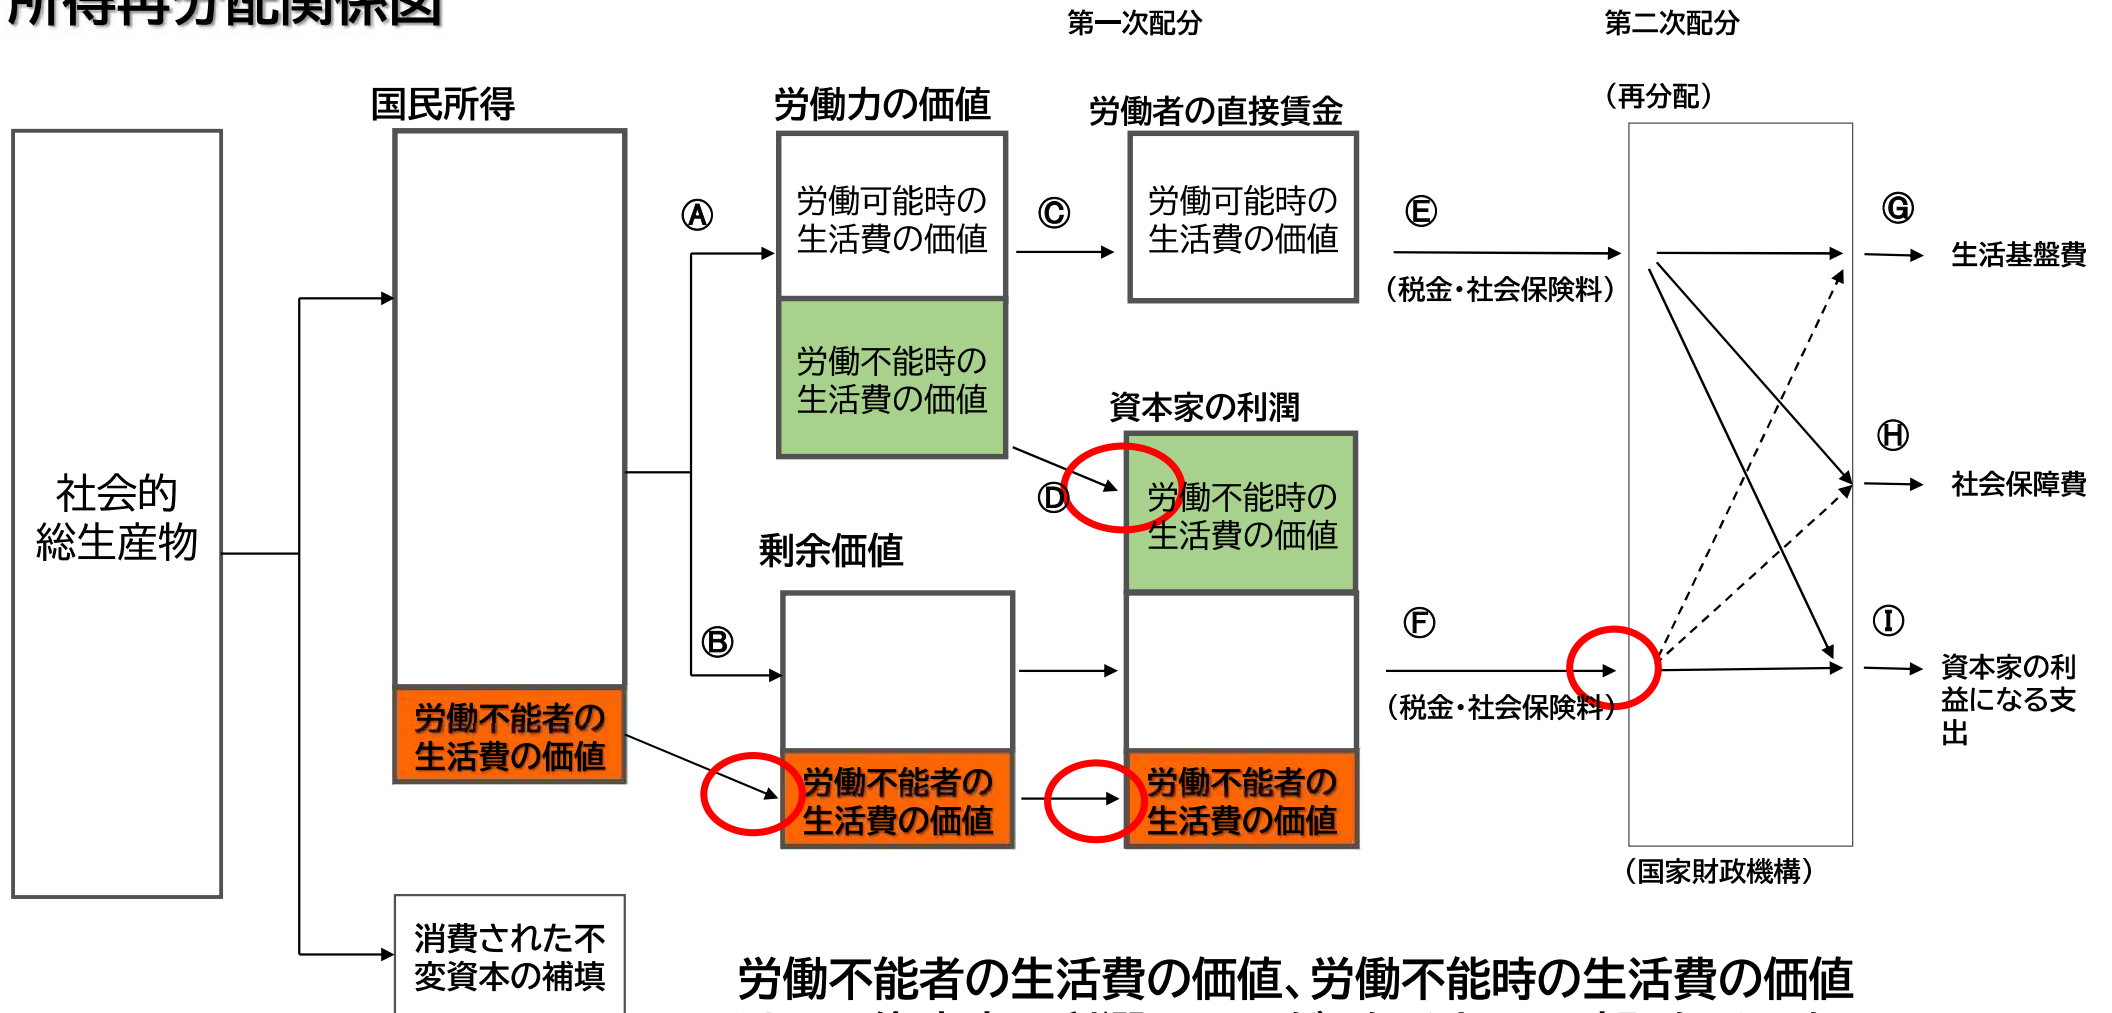 所得再分配関係図
第一次配分
第二次配分
（再分配）
国民所得
労働力の価値
労働者の直接賃金
労働可能時の
生活費の価値
労働可能時の
生活費の価値
Ⓐ
Ⓒ
Ⓔ
Ⓖ
生活基盤費
（税金・社会保険料）
労働不能時の
生活費の価値
資本家の利潤
Ⓗ
社会保障費
Ⓓ
労働不能時の
生活費の価値
社会的
総生産物
剰余価値
Ⓑ
Ⓕ
Ⓘ
（税金・社会保険料）
資本家の利
益になる支
出
労働不能者の
生活費の価値
労働不能者の
生活費の価値
労働不能者の
生活費の価値
（国家財政機構）
消費された不
変資本の補填
労働不能者の生活費の価値、労働不能時の生活費の価値